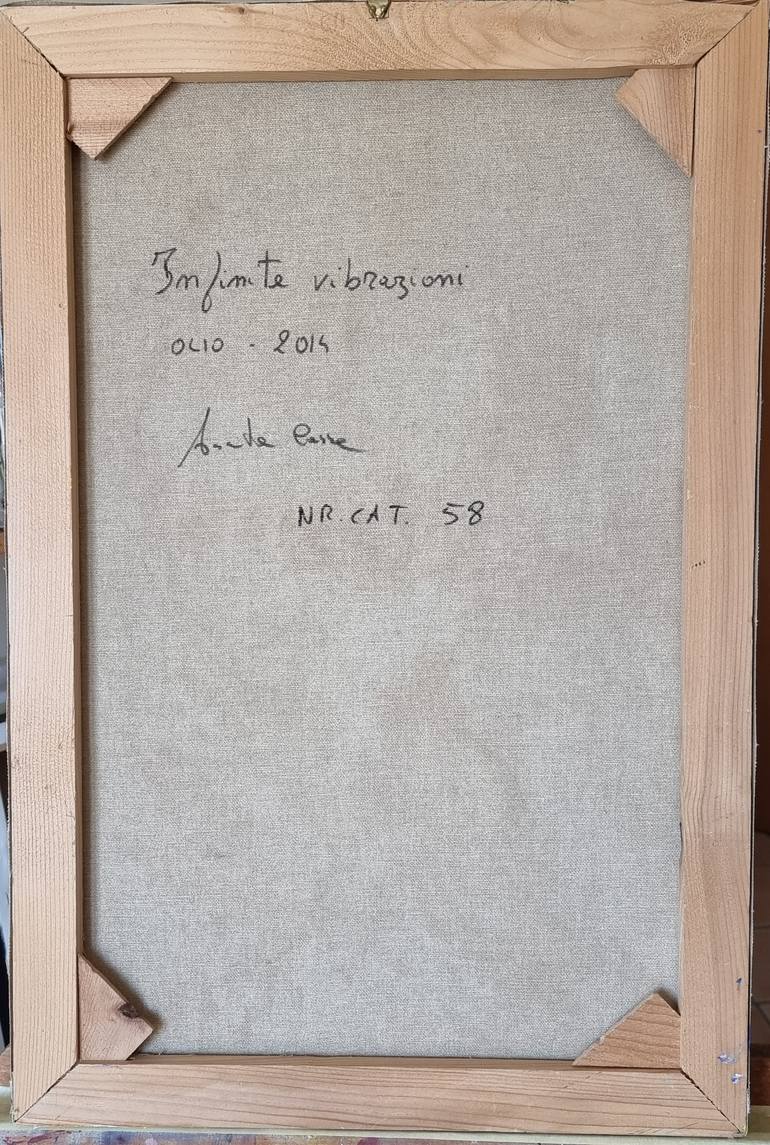 Infinite vibrazioni
OLIO - 2014
NR. CAT. 58